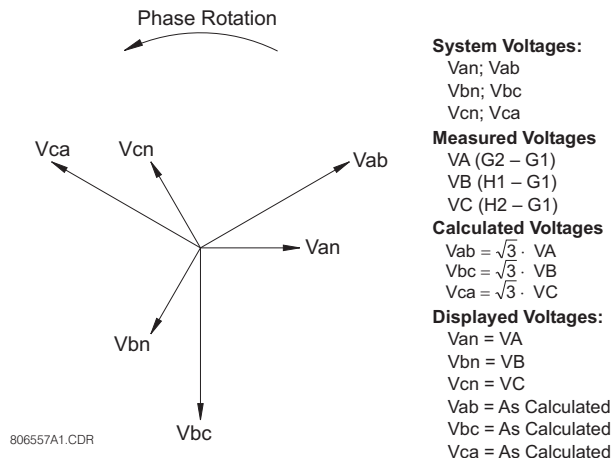 Phase Rotation
Vca
Vcn
Vab
Van
Vbn
Vbc
806557A1.CDR
System Voltages:
Van; Vab
Vbn; Vbc
Vcn; Vca
Measured Voltages
VA (G2 – G1)
VB (H1 – G1)
VC (H2 – G1)
Calculated Voltages
Vab = √3 · VA
Vbc = √3 · VB
Vca = √3 · VC
Displayed Voltages:
Van = VA
Vbn = VB
Vcn = VC
Vab = As Calculated
Vbc = As Calculated
Vca = As Calculated